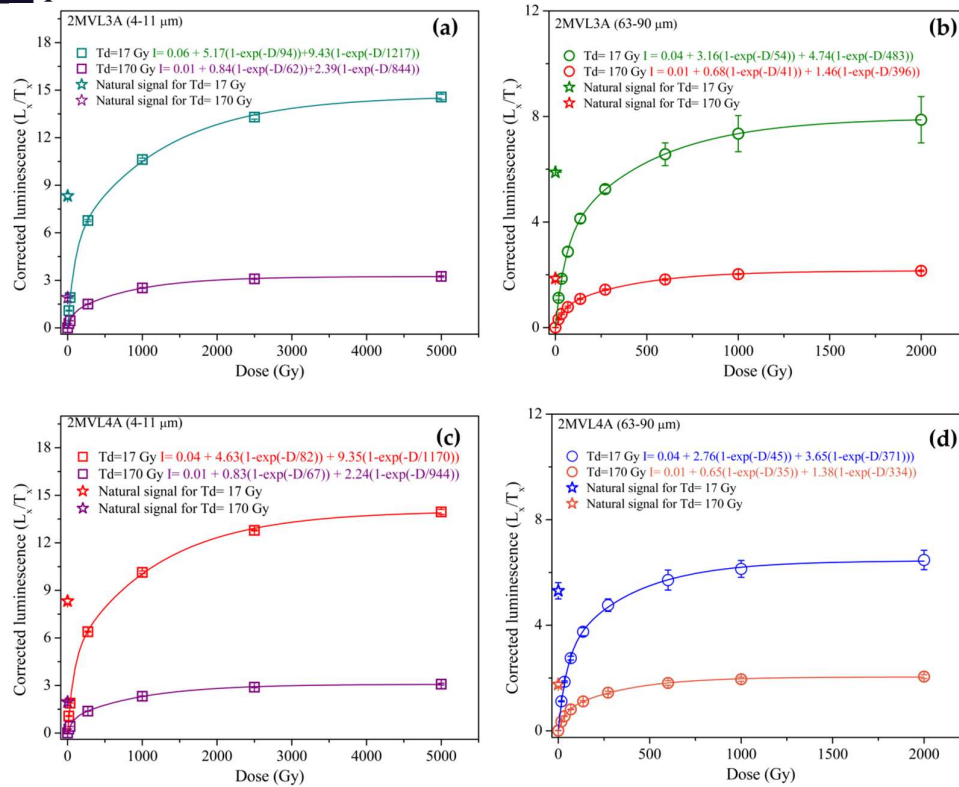 2MVL3A (4-11 μm)
(a)
Td=17 Gy I= 0.06 + 5.17(1-exp(-D/94))+9.43(1-exp(-D/1217))
Td=170 Gy I= 0.01 + 0.84(1-exp(-D/62))+2.39(1-exp(-D/844))
Natural signal for Td= 17 Gy
Natural signal for Td= 170 Gy
Corrected luminescence (Lx/Tx)
18
15
12
9
6
3
0
0 1000 2000 3000 4000 5000
Dose (Gy)
2MVL3A (63-90 μm)
(b)
Td= 17 Gy I = 0.04 + 3.16(1-exp(-D/54)) + 4.74(1-exp(-D/483))
Td=170 Gy I = 0.01 + 0.68(1-exp(-D/41)) + 1.46(1-exp(-D/396))
Natural signal for Td= 17 Gy
Natural signal for Td= 170 Gy
Corrected luminescence (Lx/Tx)
12
8
4
0
0 500 1000 1500 2000
Dose (Gy)
2MVL4A (4-11 μm)
(c)
Td=17 Gy I= 0.04 + 4.63(1-exp(-D/82)) + 9.35(1-exp(-D/1170))
Td=170 Gy I= 0.01 + 0.83(1-exp(-D/67)) + 2.24(1-exp(-D/944))
Natural signal for Td= 17 Gy
Natural signal for Td= 170 Gy
Corrected luminescence (Lx/Tx)
18
15
12
9
6
3
0
0 1000 2000 3000 4000 5000
Dose (Gy)
2MVL4A (63-90 μm)
(d)
Td=17 Gy I= 0.04 + 2.76(1-exp(-D/45)) + 3.65(1-exp(-D/371)))
Td=170 Gy I= 0.01 + 0.65(1-exp(-D/35)) + 1.38(1-exp(-D/334))
Natural signal for Td= 17 Gy
Natural signal for Td= 170 Gy
Corrected luminescence (Lx/Tx)
12
8
4
0
0 500 1000 1500 2000
Dose (Gy)